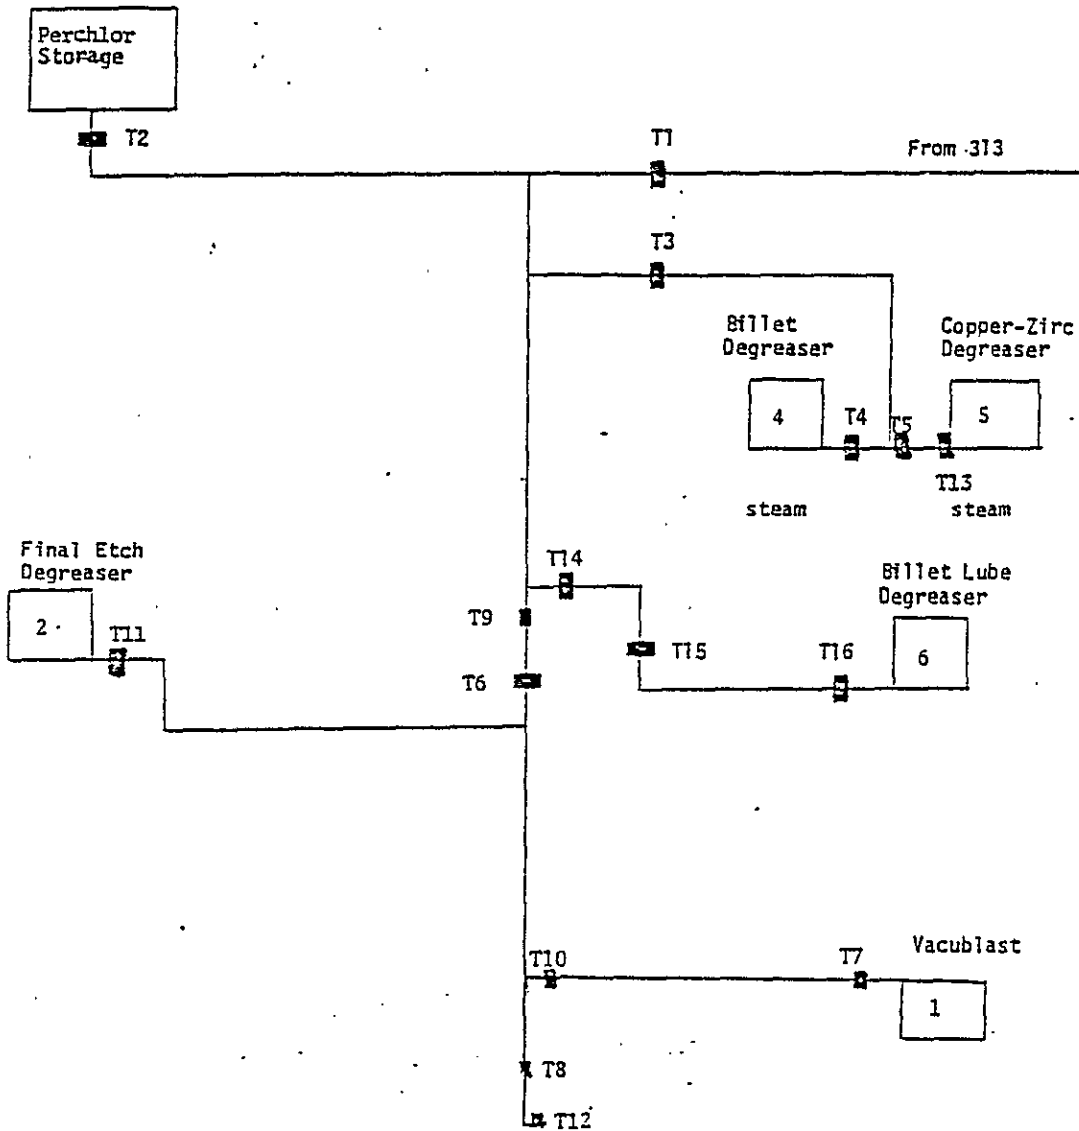 Perchlor
Storage
T2
T1
From 313
T3
Billet
Degreaser
Copper-Zirc
Degreaser
4
T4
T5
5
T13
steam
steam
Final Etch
Degreaser
2
T11
T14
T9
T6
T15
Billet Lube
Degreaser
T16
6
T10
T7
Vacublast
1
T8
T12